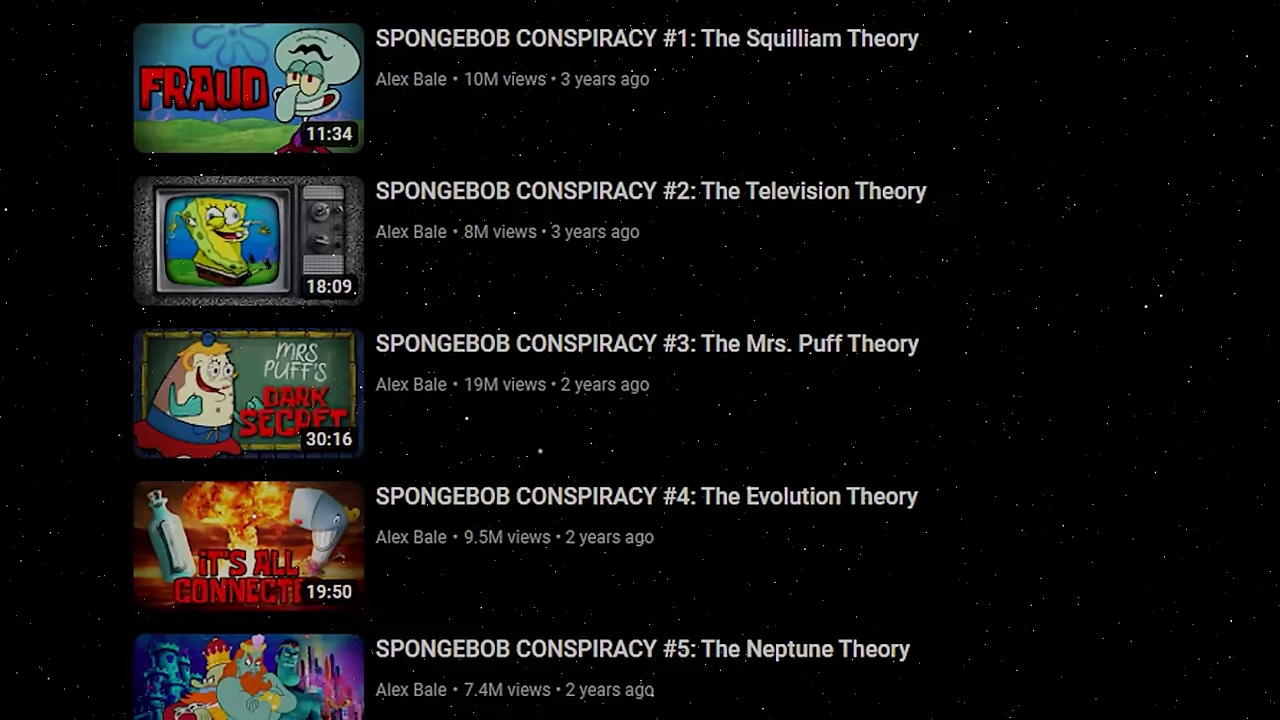 SPONGEBOB CONSPIRACY #1: The Squilliam Theory
Alex Bale • 10M views • 3 years ago
FRAUD
11:34
SPONGEBOB CONSPIRACY #2: The Television Theory
Alex Bale • 8M views • 3 years ago
18:09
SPONGEBOB CONSPIRACY #3: The Mrs. Puff Theory
Alex Bale • 19M views • 2 years ago
MRS
PUFF'S
DARK
SECRET
30:16
SPONGEBOB CONSPIRACY #4: The Evolution Theory
Alex Bale • 9.5M views • 2 years ago
IT'S ALL
CONNECTE
19:50
SPONGEBOB CONSPIRACY #5: The Neptune Theory
Alex Bale • 7.4M views • 2 years ago